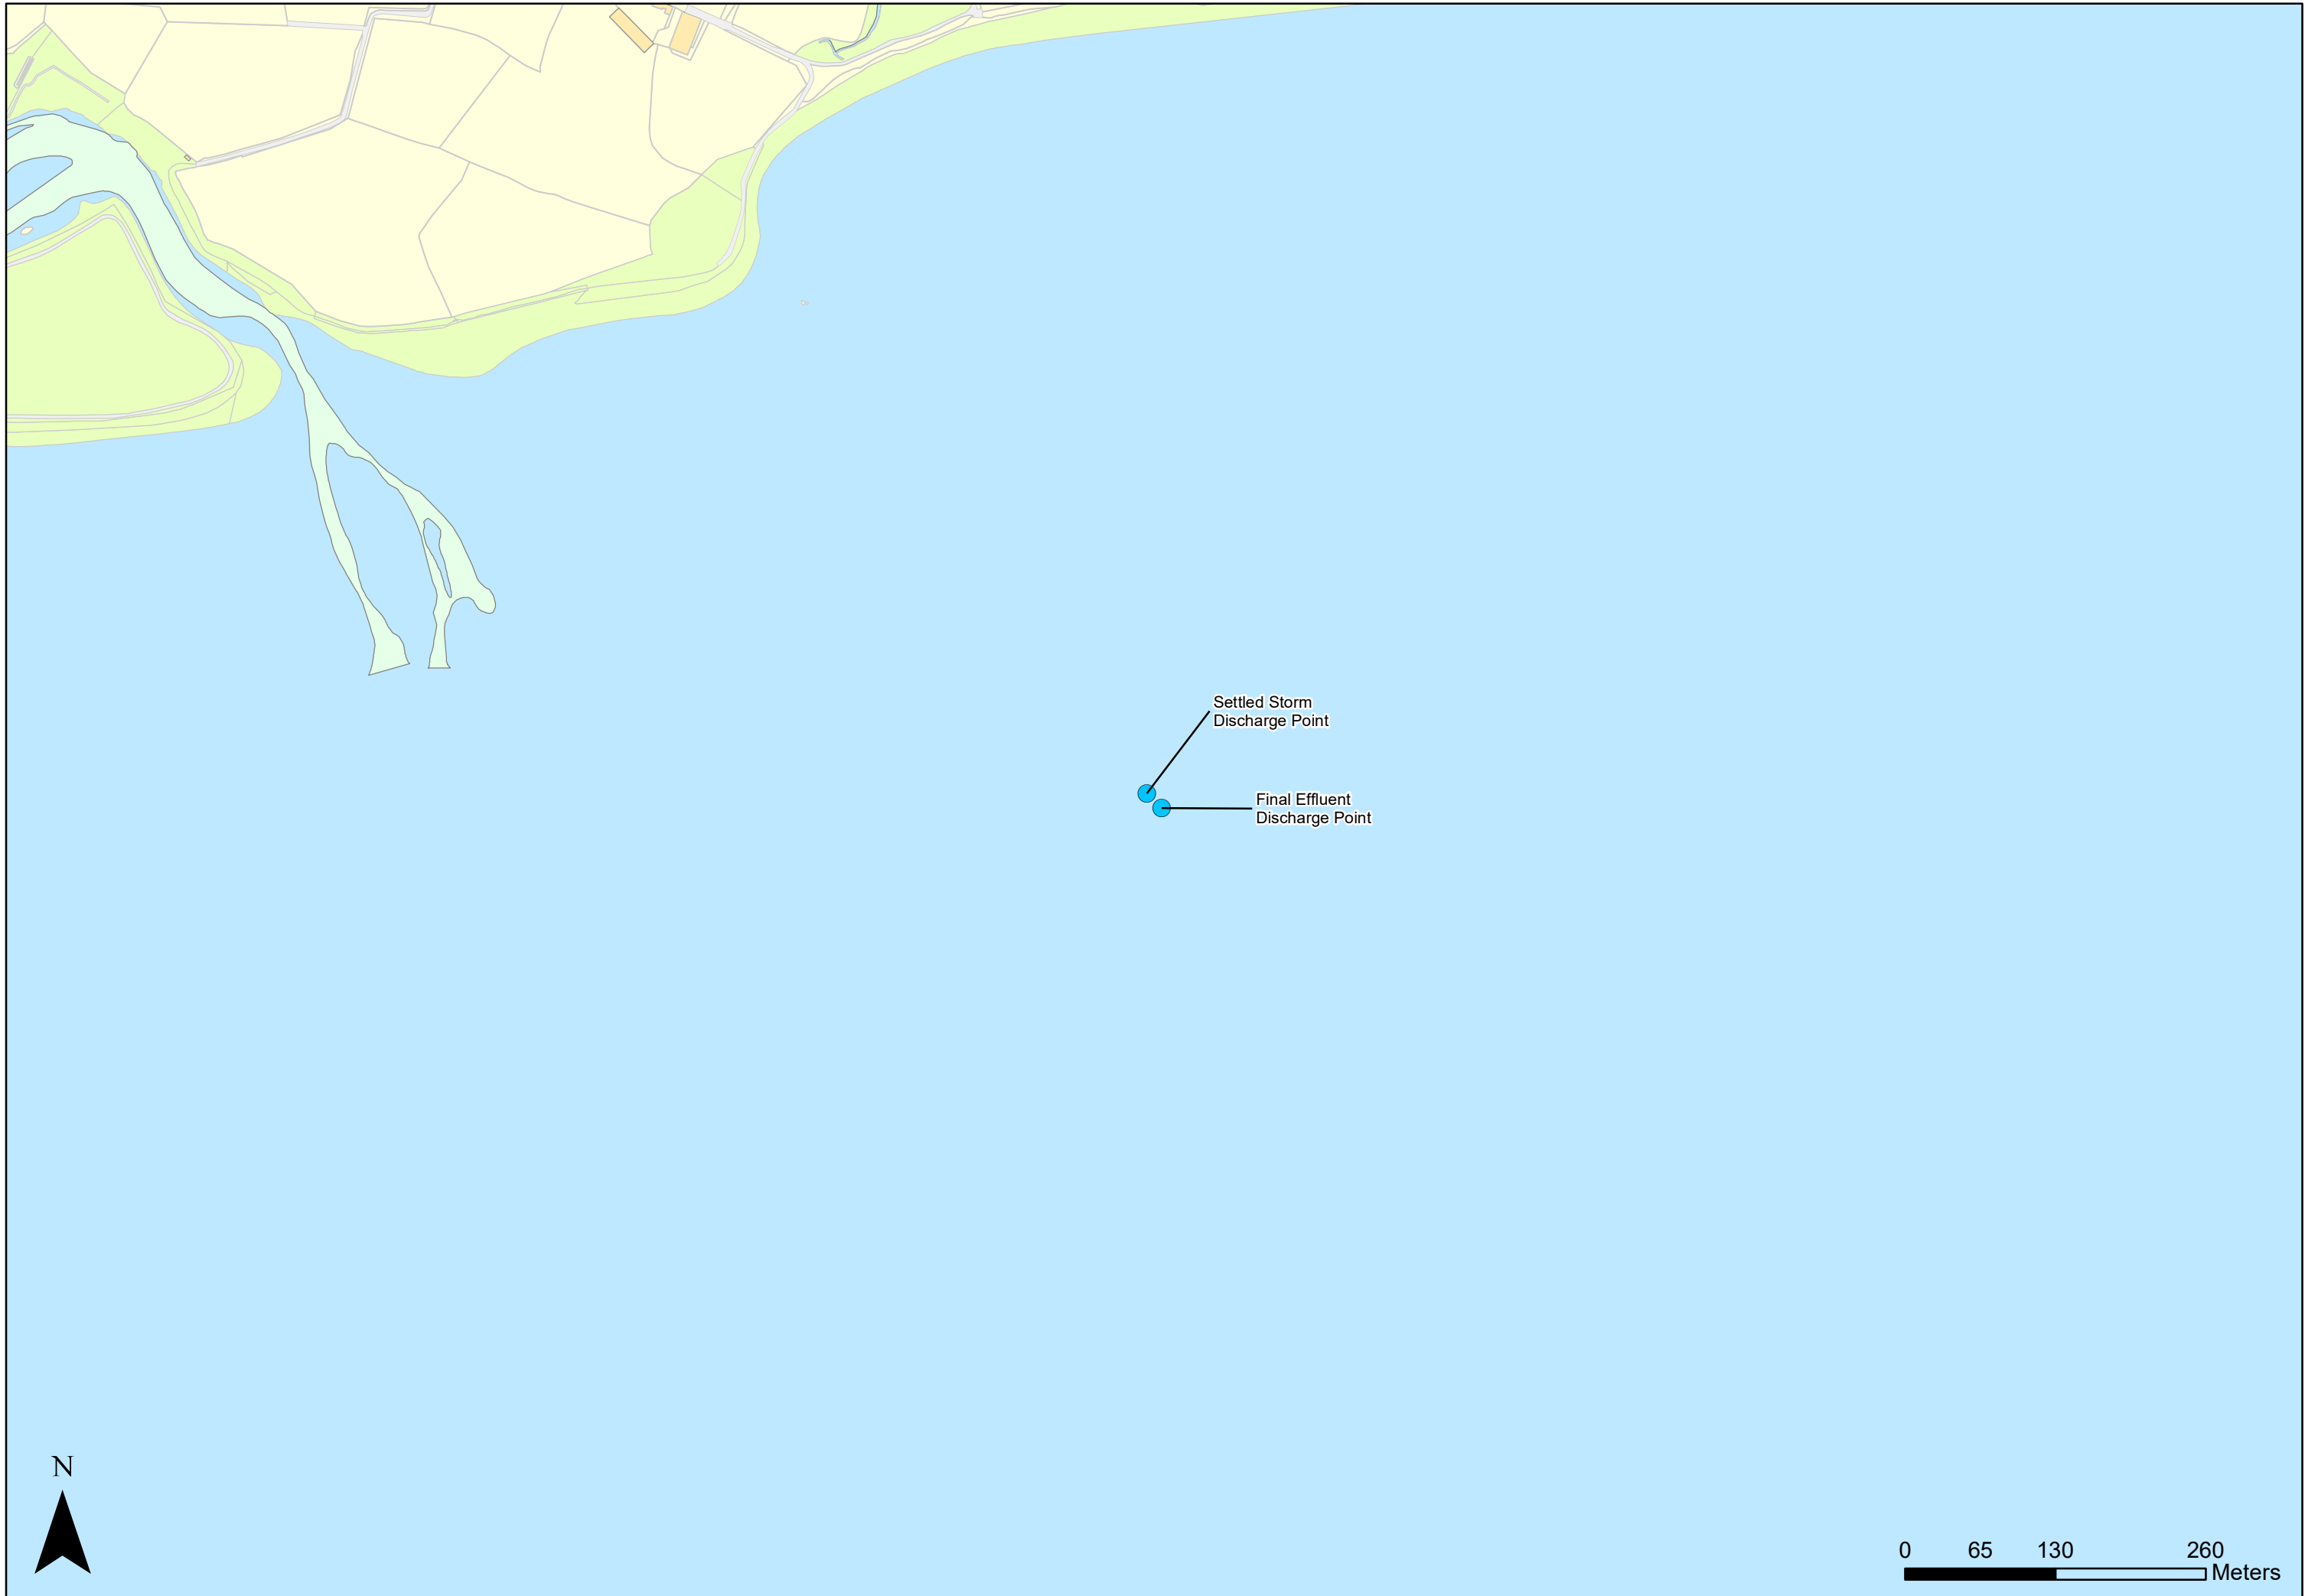 Settled Storm
Discharge Point
Final Effluent
Discharge Point
N
0 65 130 260
Meters